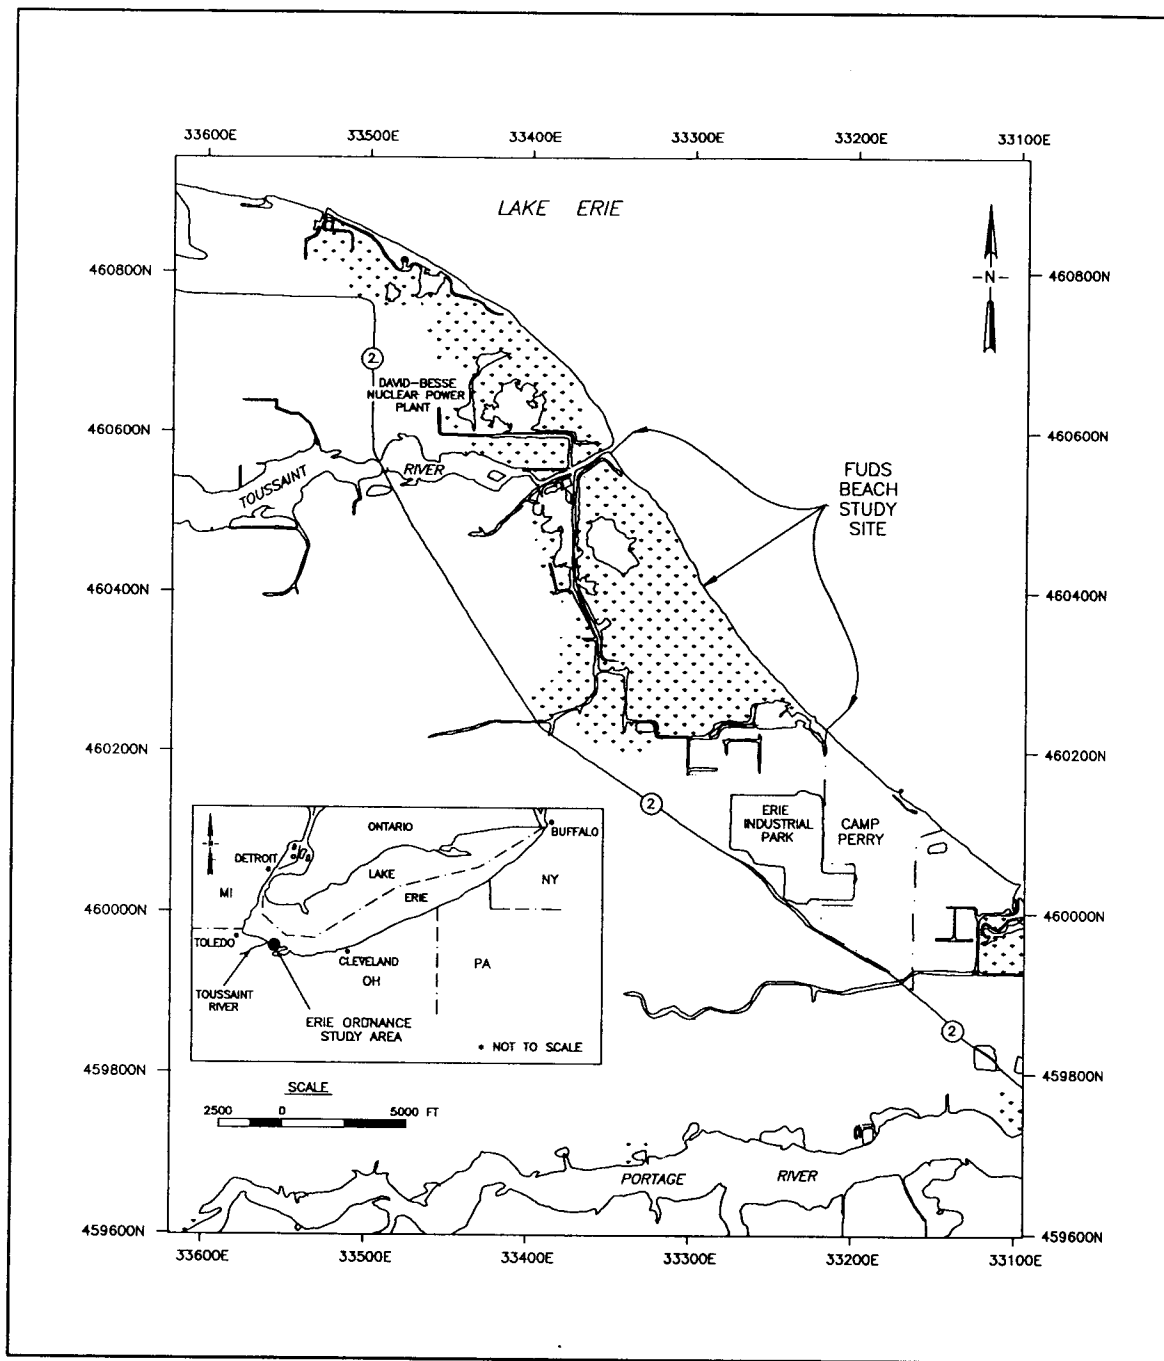 33600E 33500E 33400E 33300E 33200E 33100E
LAKE ERIE
N
460800N 460800N
2
DAVID-BESSE
NUCLEAR POWER
PLANT
460600N 460600N
TOUSSAINT RIVER
FUDS
BEACH
STUDY
SITE
460400N 460400N
460200N 460200N
2
ERIE
INDUSTRIAL
PARK
CAMP
PERRY
ONTARIO
BUFFALO
DETROIT
LAKE
MI
NY
ERIE
460000N 460000N
TOLEDO
CLEVELAND
PA
OH
TOUSSAINT
RIVER
ERIE ORDNANCE
STUDY AREA
* NOT TO SCALE
2
459800N 459800N
SCALE
2500 0 5000 FT
PORTAGE RIVER
459600N 459600N
33600E 33500E 33400E 33300E 33200E 33100E